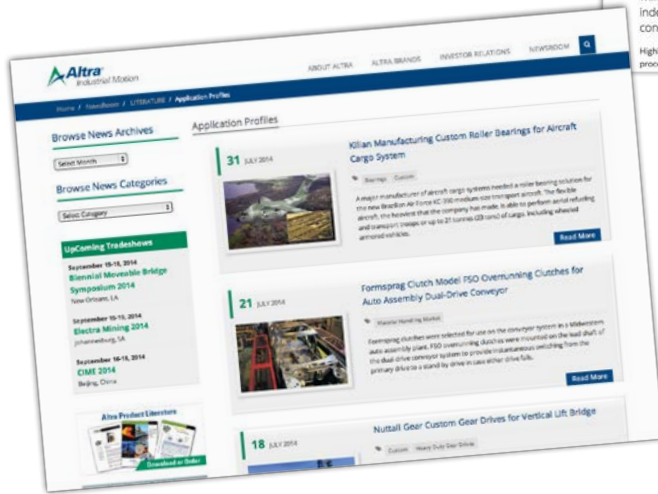 inde
con
High
proce
Altra
Industrial Motion
ABOUT ALTRA
ALTRA BRANDS
INVESTOR RELATIONS
NEWSROOM
Home / NewsRoom / LITERATURE / Application Profiles
Browse News Archives
Select Month
Browse News Categories
Select Category
UpComing Tradeshows
September 15-18, 2014
Biennial Moveable Bridge
Symposium 2014
New Orleans, LA
Electra Mining 2014
Johannesburg, SA
September 16-18, 2014
CIME 2014
Beijing, China
Altra Product Literature
Download or Order
Application Profiles
31 JULY 2014
Kilian Manufacturing Custom Roller Bearings for Aircraft
Cargo System
Bearings Custom
A major manufacturer of aircraft cargo systems needed a roller bearing solution for
the new Brazilian Air Force KC-390 medium size transport aircraft. The flexible
aircraft, the heaviest that the company has made, is able to perform aerial refueling
and transport troops or up to 21 tonnes (23 tons) of cargo, including wheeled
armored vehicles.
Read More
21 JULY 2014
Formsprag Clutch Model FSO Overrunning Clutches for
Auto Assembly Dual-Drive Conveyor
Material Handling Market
Formsprag clutches were selected for use on the conveyor system in a Midwestern
auto assembly plant. FSO overrunning clutches were mounted on the lead shaft of
the dual-drive conveyor system to provide instantaneous switching from the
primary drive to a stand by drive in case either drive fails.
Read More
18 JULY 2014
Nuttall Gear Custom Gear Drives for Vertical Lift Bridge
Custom Heavy Duty Gear Drives